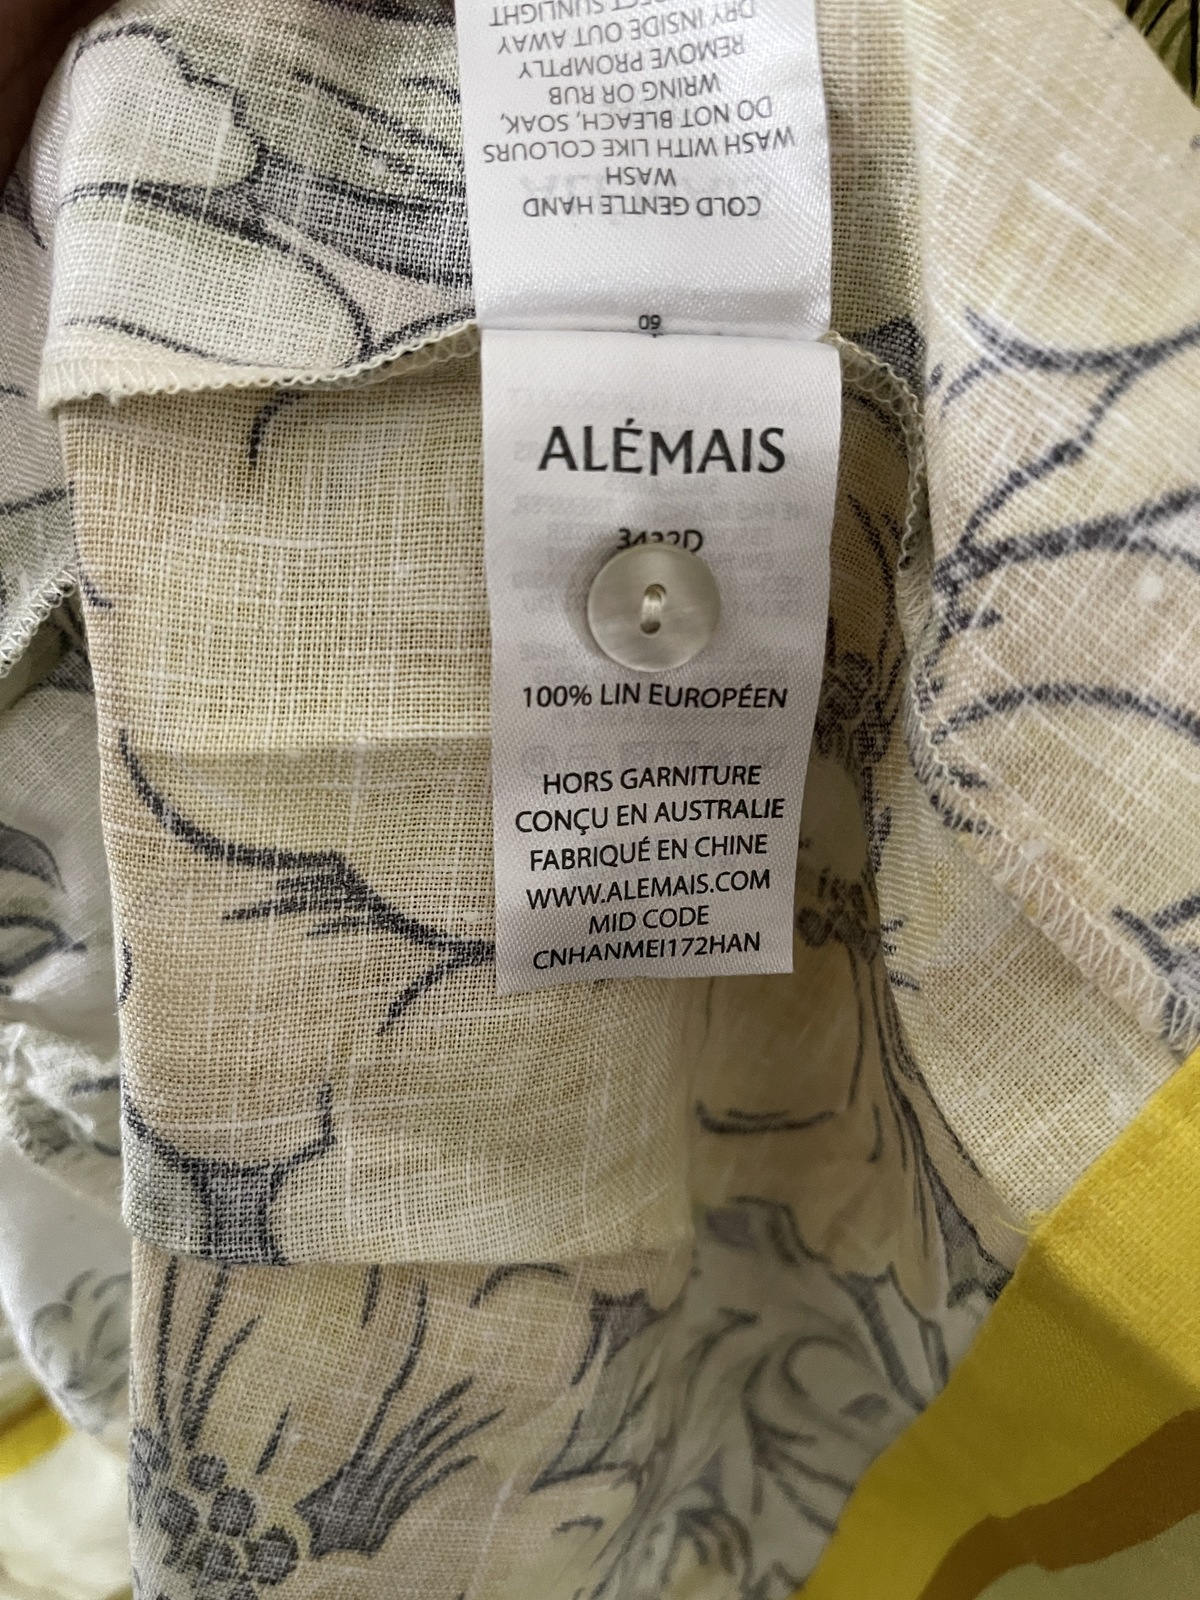 COLD GENTLE HAND
WASH
WASH WITH LIKE COLOURS
DO NOT BLEACH, SOAK,
WRING OR RUB
REMOVE PROMPTLY
DRY INSIDE OUT AWAY
SUNLIGHT
ALÉMAIS
100% LIN EUROPÉEN
HORS GARNITURE
CONÇU EN AUSTRALIE
FABRIQUÉ EN CHINE
WWW.ALEMAIS.COM
MID CODE
CNHANMEI172HAN